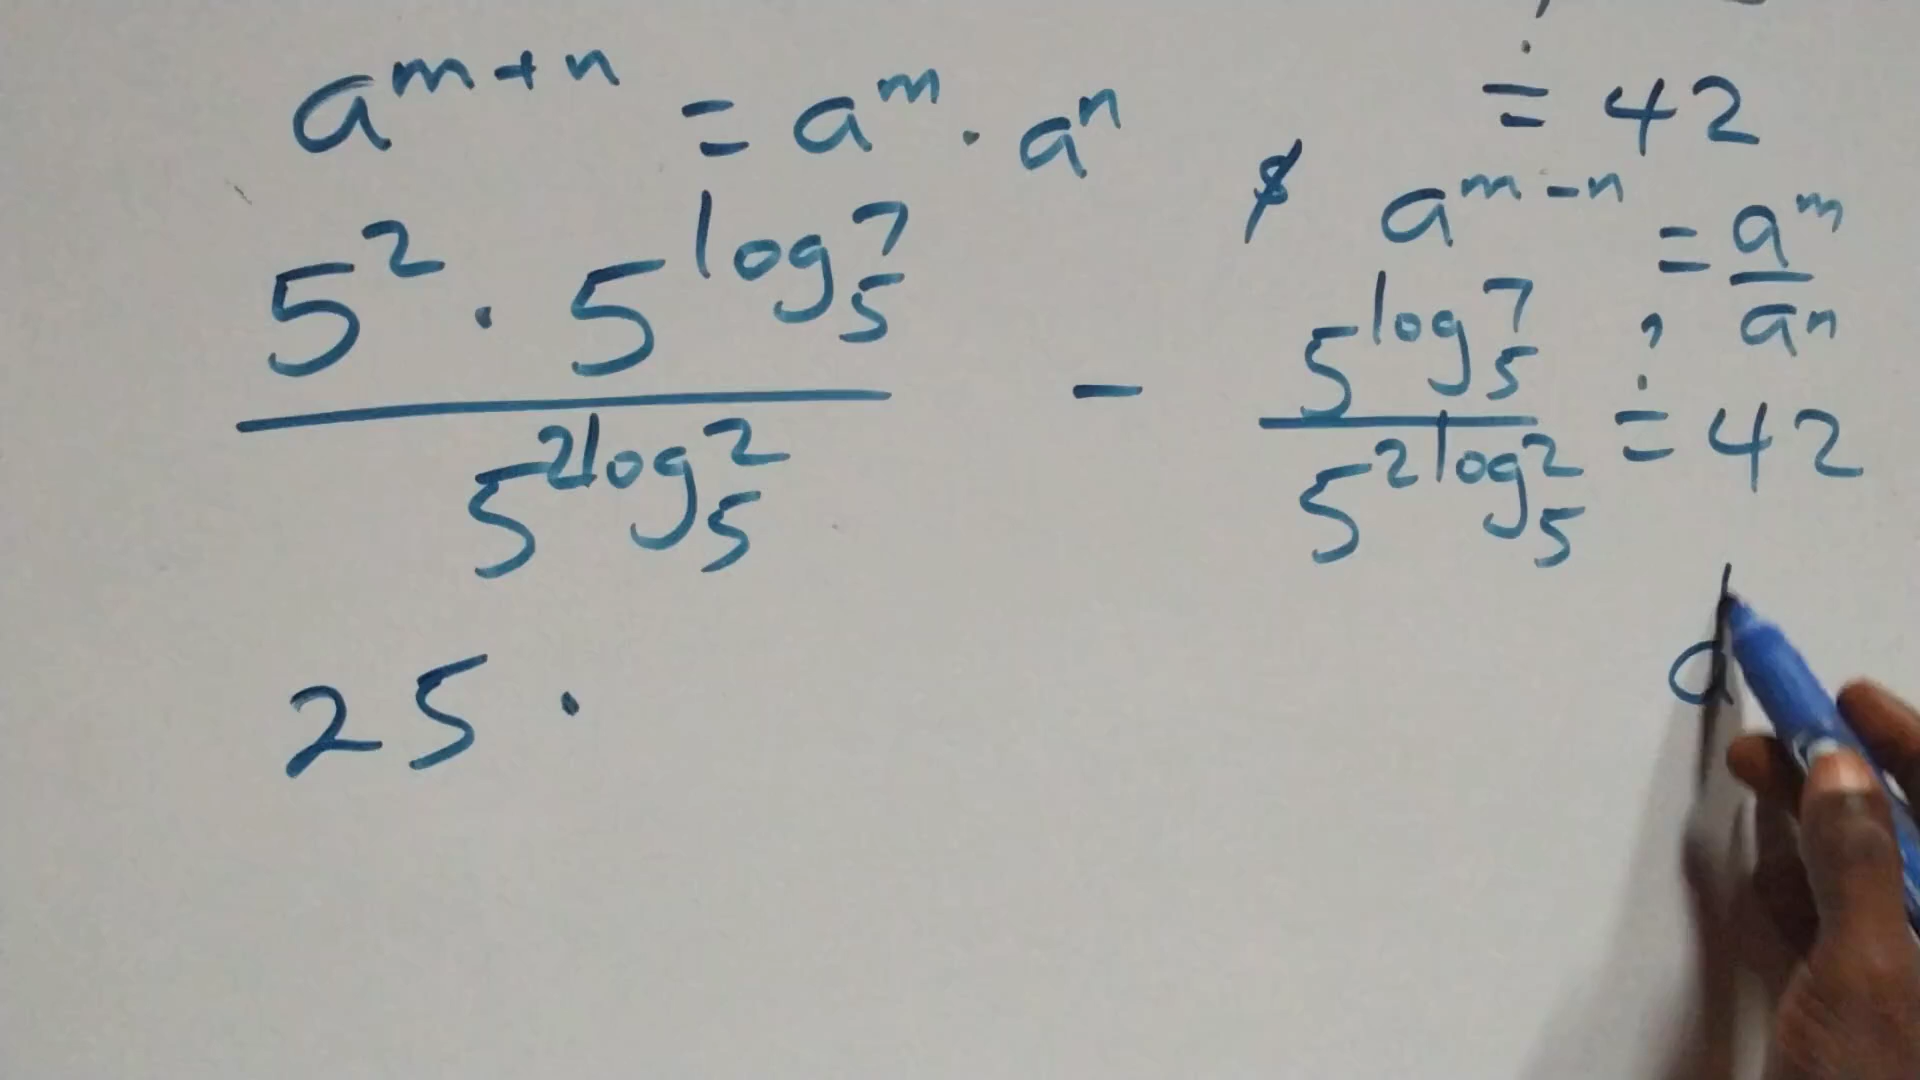 = 42
a^{m+n} = a^m · a^n
& a^{m-n} = a^m / a^n
(5^2 · 5^{log_5 7}) / 5^{2log_5 2} - 5^{log_5 7} / 5^{2log_5 2} ?= 42
25 ·
a